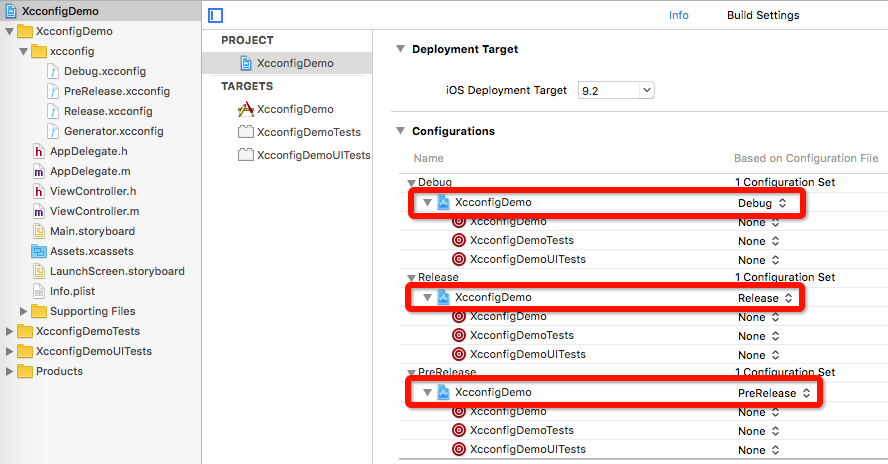 XcconfigDemo
XcconfigDemo
xcconfig
Debug.xcconfig
PreRelease.xcconfig
Release.xcconfig
Generator.xcconfig
AppDelegate.h
AppDelegate.m
ViewController.h
ViewController.m
Main.storyboard
Assets.xcassets
LaunchScreen.storyboard
Info.plist
Supporting Files
XcconfigDemoTests
XcconfigDemoUITests
Products
PROJECT
XcconfigDemo
TARGETS
XcconfigDemo
XcconfigDemoTests
XcconfigDemoUITests
Info Build Settings
Deployment Target
iOS Deployment Target 9.2
Configurations
Name Based on Configuration File
Debug 1 Configuration Set
XcconfigDemo Debug
XcconfigDemo None
XcconfigDemoTests None
XcconfigDemoUITests None
Release 1 Configuration Set
XcconfigDemo Release
XcconfigDemo None
XcconfigDemoTests None
XcconfigDemoUITests None
PreRelease 1 Configuration Set
XcconfigDemo PreRelease
XcconfigDemo None
XcconfigDemoTests None
XcconfigDemoUITests None